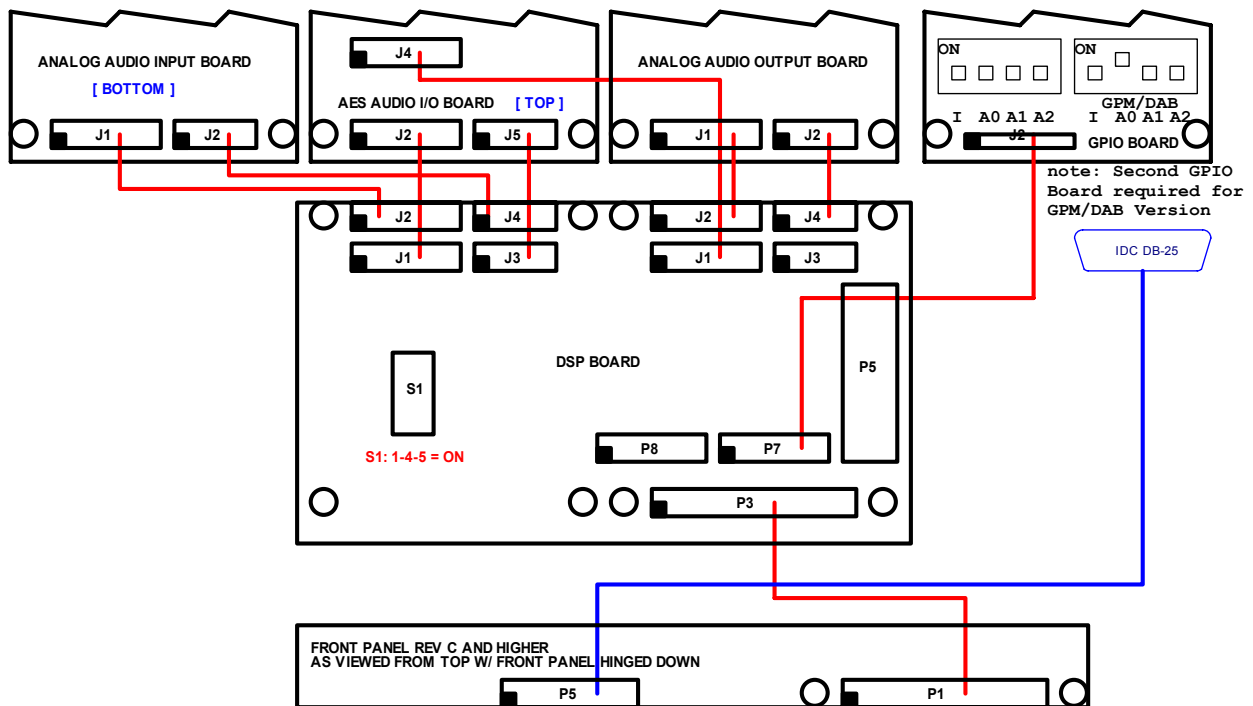 ANALOG AUDIO INPUT BOARD
[ BOTTOM ]
J1
J2
J4
AES AUDIO I/O BOARD [ TOP ]
J2
J5
ANALOG AUDIO OUTPUT BOARD
J1
J2
ON
ON
GPM/DAB
I A0 A1 A2
I A0 A1 A2
J2
GPIO BOARD
note: Second GPIO
Board required for
GPM/DAB Version
IDC DB-25
J2
J4
J2
J4
J1
J3
J1
J3
DSP BOARD
P5
S1
S1: 1-4-5 = ON
P8
P7
P3
FRONT PANEL REV C AND HIGHER
AS VIEWED FROM TOP W/ FRONT PANEL HINGED DOWN
P5
P1